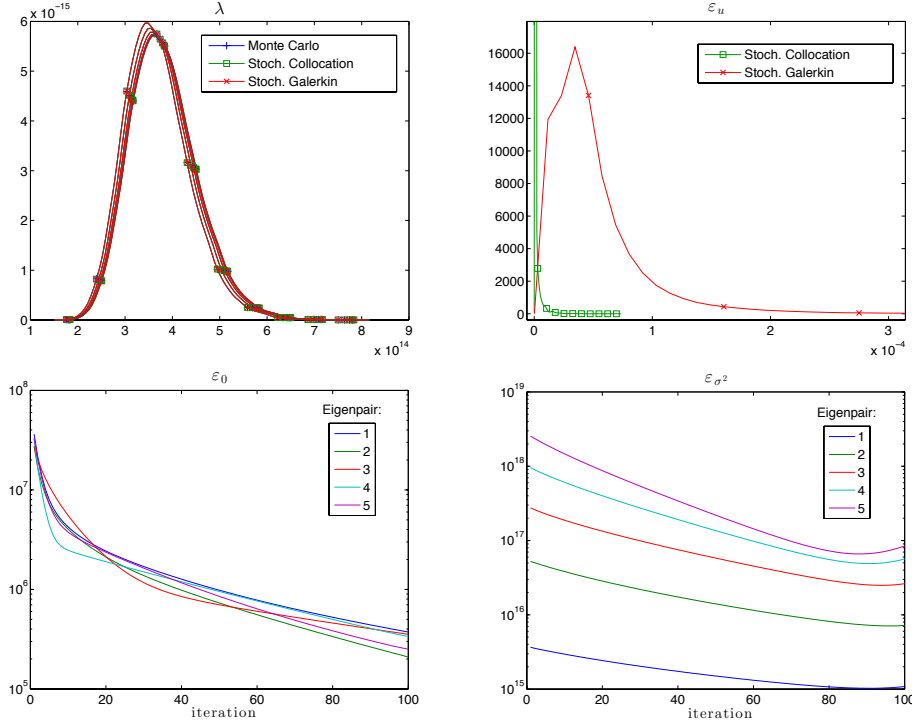 λ
x 10^-15
6
5
4
3
2
1
0
1 2 3 4 5 6 7 8 9
x 10^14
Monte Carlo
Stoch. Collocation
Stoch. Galerkin
ε_u
16000
14000
12000
10000
8000
6000
4000
2000
0
0 1 2 3
x 10^-4
Stoch. Collocation
Stoch. Galerkin
ε_0
10^8
10^7
10^6
10^5
0 20 40 60 80 100
iteration
Eigenpair:
1
2
3
4
5
ε_σ²
10^19
10^18
10^17
10^16
10^15
0 20 40 60 80 100
iteration
Eigenpair:
1
2
3
4
5